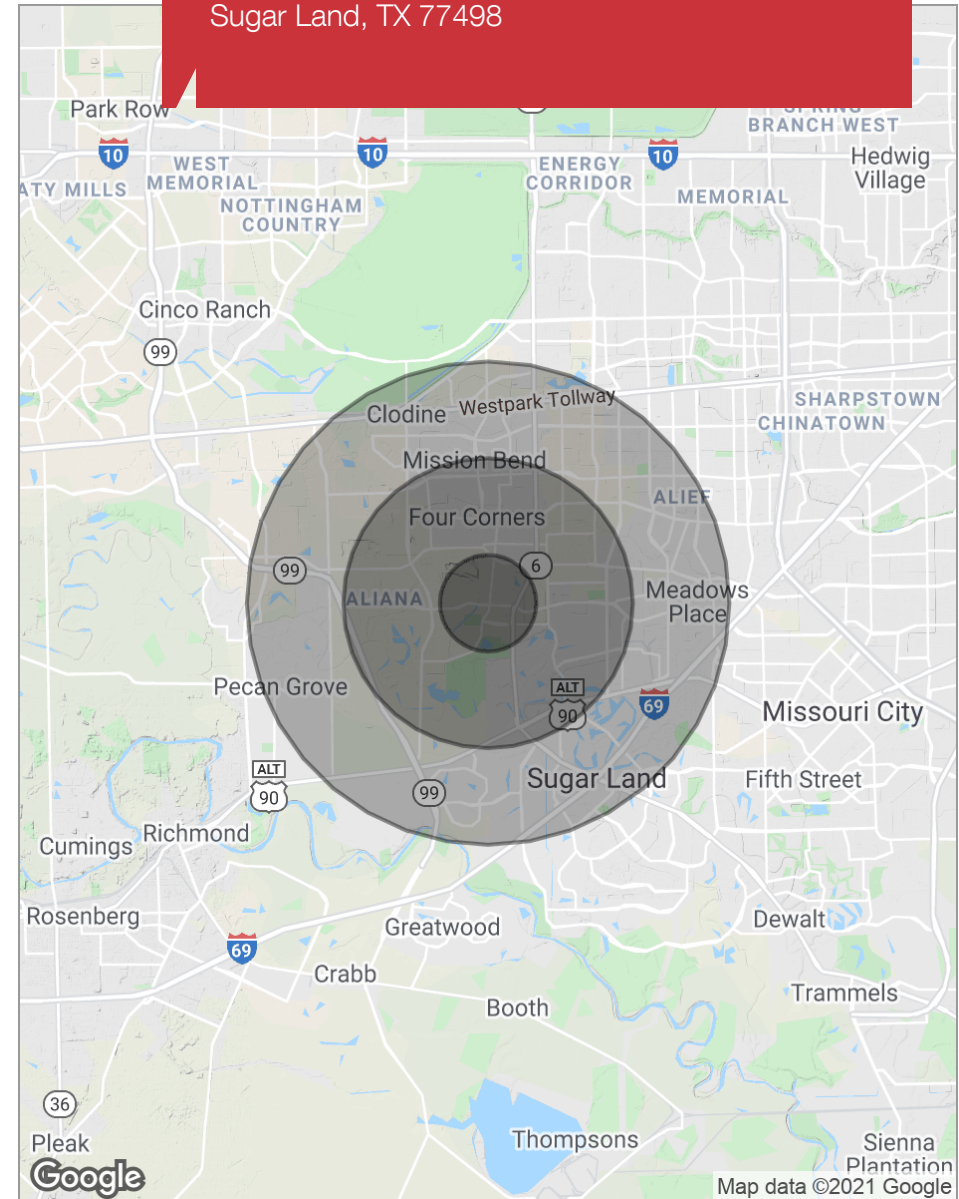 Sugar Land, TX 77498
Park Row
SPRING
BRANCH WEST
10
10
10
WEST
MEMORIAL
ENERGY
CORRIDOR
Hedwig
Village
ATY MILLS
NOTTINGHAM
COUNTRY
MEMORIAL
Cinco Ranch
99
Westpark Tollway
Clodine
SHARPSTOWN
CHINATOWN
Mission Bend
ALIEF
Four Corners
6
99
ALIANA
Meadows
Place
Pecan Grove
ALT
90
69
Missouri City
ALT
90
99
Sugar Land
Fifth Street
Richmond
Cumings
Rosenberg
Greatwood
Dewalt
69
Crabb
Trammels
Booth
36
Pleak
Thompsons
Sienna
Plantation
Google
Map data ©2021 Google